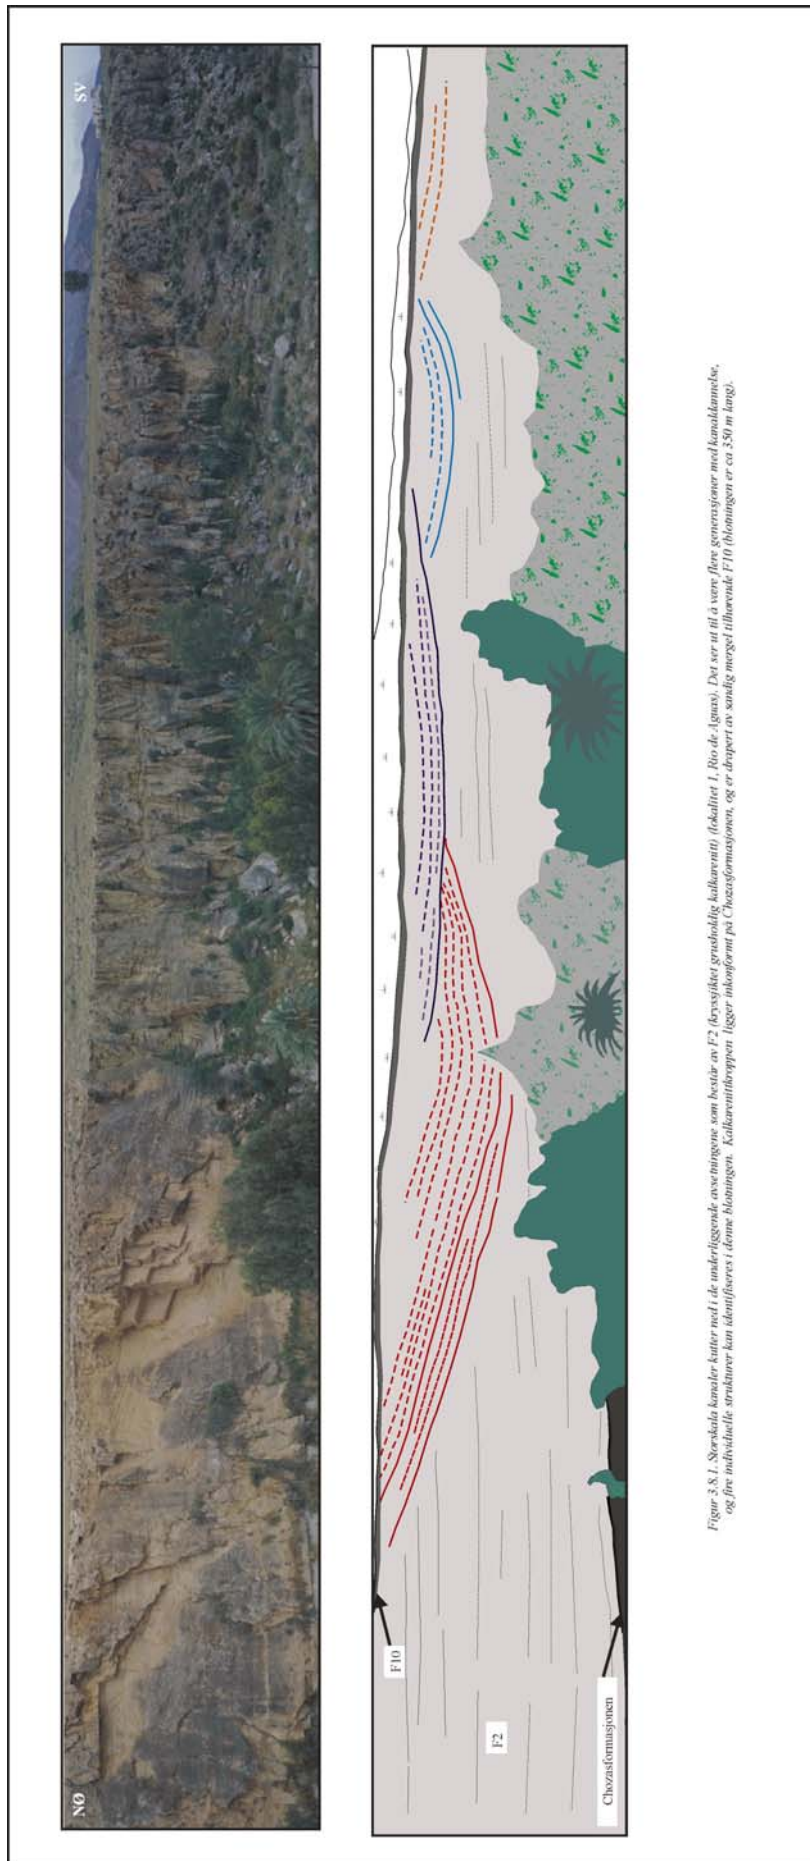 NØ
SV
F10
F2
Chozasformasjonen
Figur 3.8.1. Storskala kanaler kutter ned i de underliggende avsetningene som består av F2 (kryssjiktet grusholdig kalkarenitt) (lokalitet 1, Rio de Aguas). Det ser ut til å være flere generasjoner med kanaldannelse,
og fire individuelle strukturer kan identifiseres i denne blotningen. Kalkarenittkroppen ligger inkonformt på Chozasformasjonen, og er drapert av sandig mergel tilhørende F10 (blotningen er ca 350 m lang).